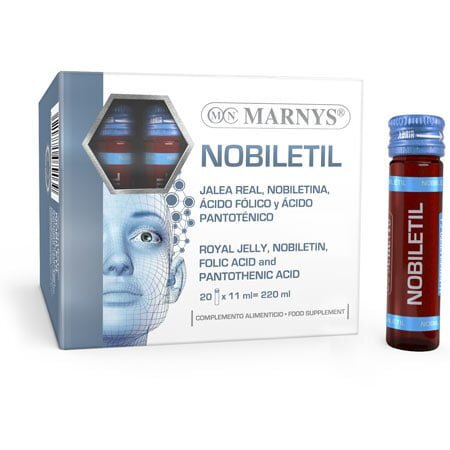 MN MARNYS®
NOBILETIL
JALEA REAL, NOBILETINA,
ÁCIDO FÓLICO y ÁCIDO
PANTOTÉNICO
ROYAL JELLY, NOBILETIN,
FOLIC ACID and
PANTOTHENIC ACID
20 x 11 ml= 220 ml
COMPLEMENTO ALIMENTICIO • FOOD SUPPLEMENT
NOBILETIL